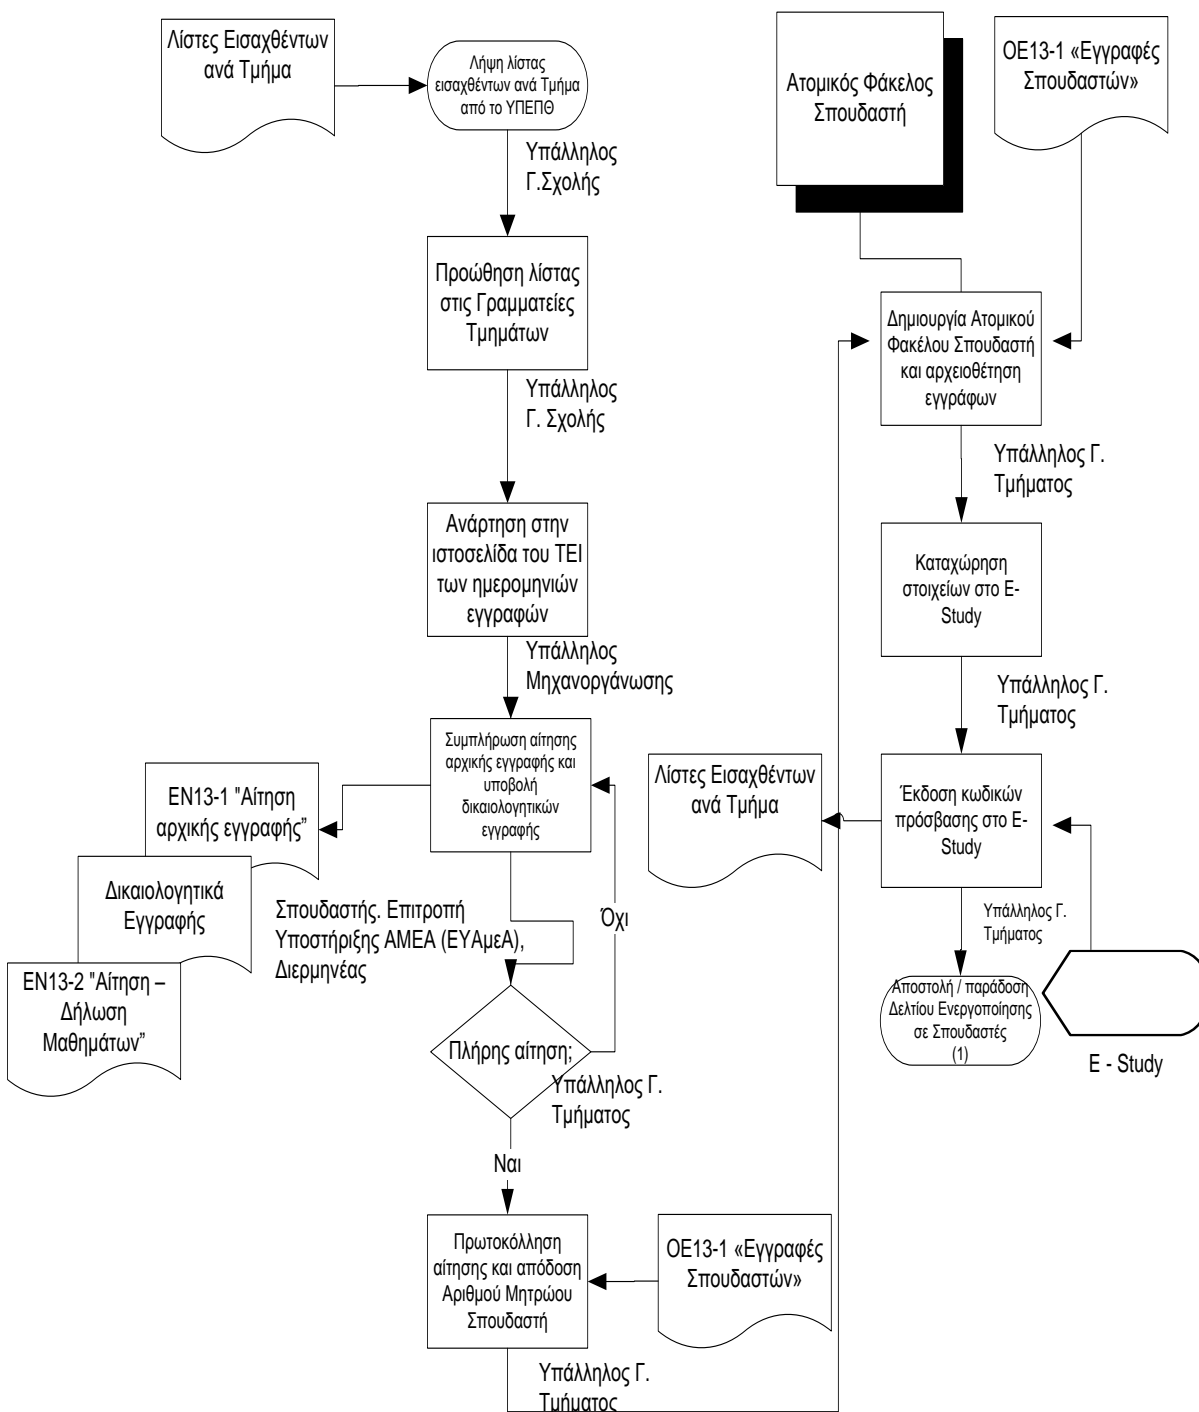 Λίστες Εισαχθέντων
ανά Τμήμα
Λήψη λίστας
εισαχθέντων ανά Τμήμα
από το ΥΠΕΠΘ
Υπάλληλος
Γ.Σχολής
Προώθηση λίστας
στις Γραμματείες
Τμημάτων
Υπάλληλος
Γ. Σχολής
Ανάρτηση στην
ιστοσελίδα του ΤΕΙ
των ημερομηνιών
εγγραφών
Υπάλληλος
Μηχανοργάνωσης
Συμπλήρωση αίτησης
αρχικής εγγραφής και
υποβολή
δικαιολογητικών
εγγραφής
ΕΝ13-1 "Αίτηση
αρχικής εγγραφής”
Δικαιολογητικά
Εγγραφής
ΕΝ13-2 "Αίτηση –
Δήλωση
Μαθημάτων”
Σπουδαστής. Επιτροπή
Υποστήριξης ΑΜΕΑ (ΕΥΑμεΑ),
Διερμηνέας
Όχι
Πλήρης αίτηση;
Υπάλληλος Γ.
Τμήματος
Ναι
Πρωτοκόλληση
αίτησης και απόδοση
Αριθμού Μητρώου
Σπουδαστή
ΟΕ13-1 «Εγγραφές
Σπουδαστών»
Υπάλληλος Γ.
Τμήματος
Ατομικός Φάκελος
Σπουδαστή
ΟΕ13-1 «Εγγραφές
Σπουδαστών»
Δημιουργία Ατομικού
Φακέλου Σπουδαστή
και αρχειοθέτηση
εγγράφων
Υπάλληλος Γ.
Τμήματος
Καταχώρηση
στοιχείων στο E-
Study
Υπάλληλος Γ.
Τμήματος
Λίστες Εισαχθέντων
ανά Τμήμα
Έκδοση κωδικών
πρόσβασης στο E-
Study
Υπάλληλος Γ.
Τμήματος
Αποστολή / παράδοση
Δελτίου Ενεργοποίησης
σε Σπουδαστές
(1)
E - Study